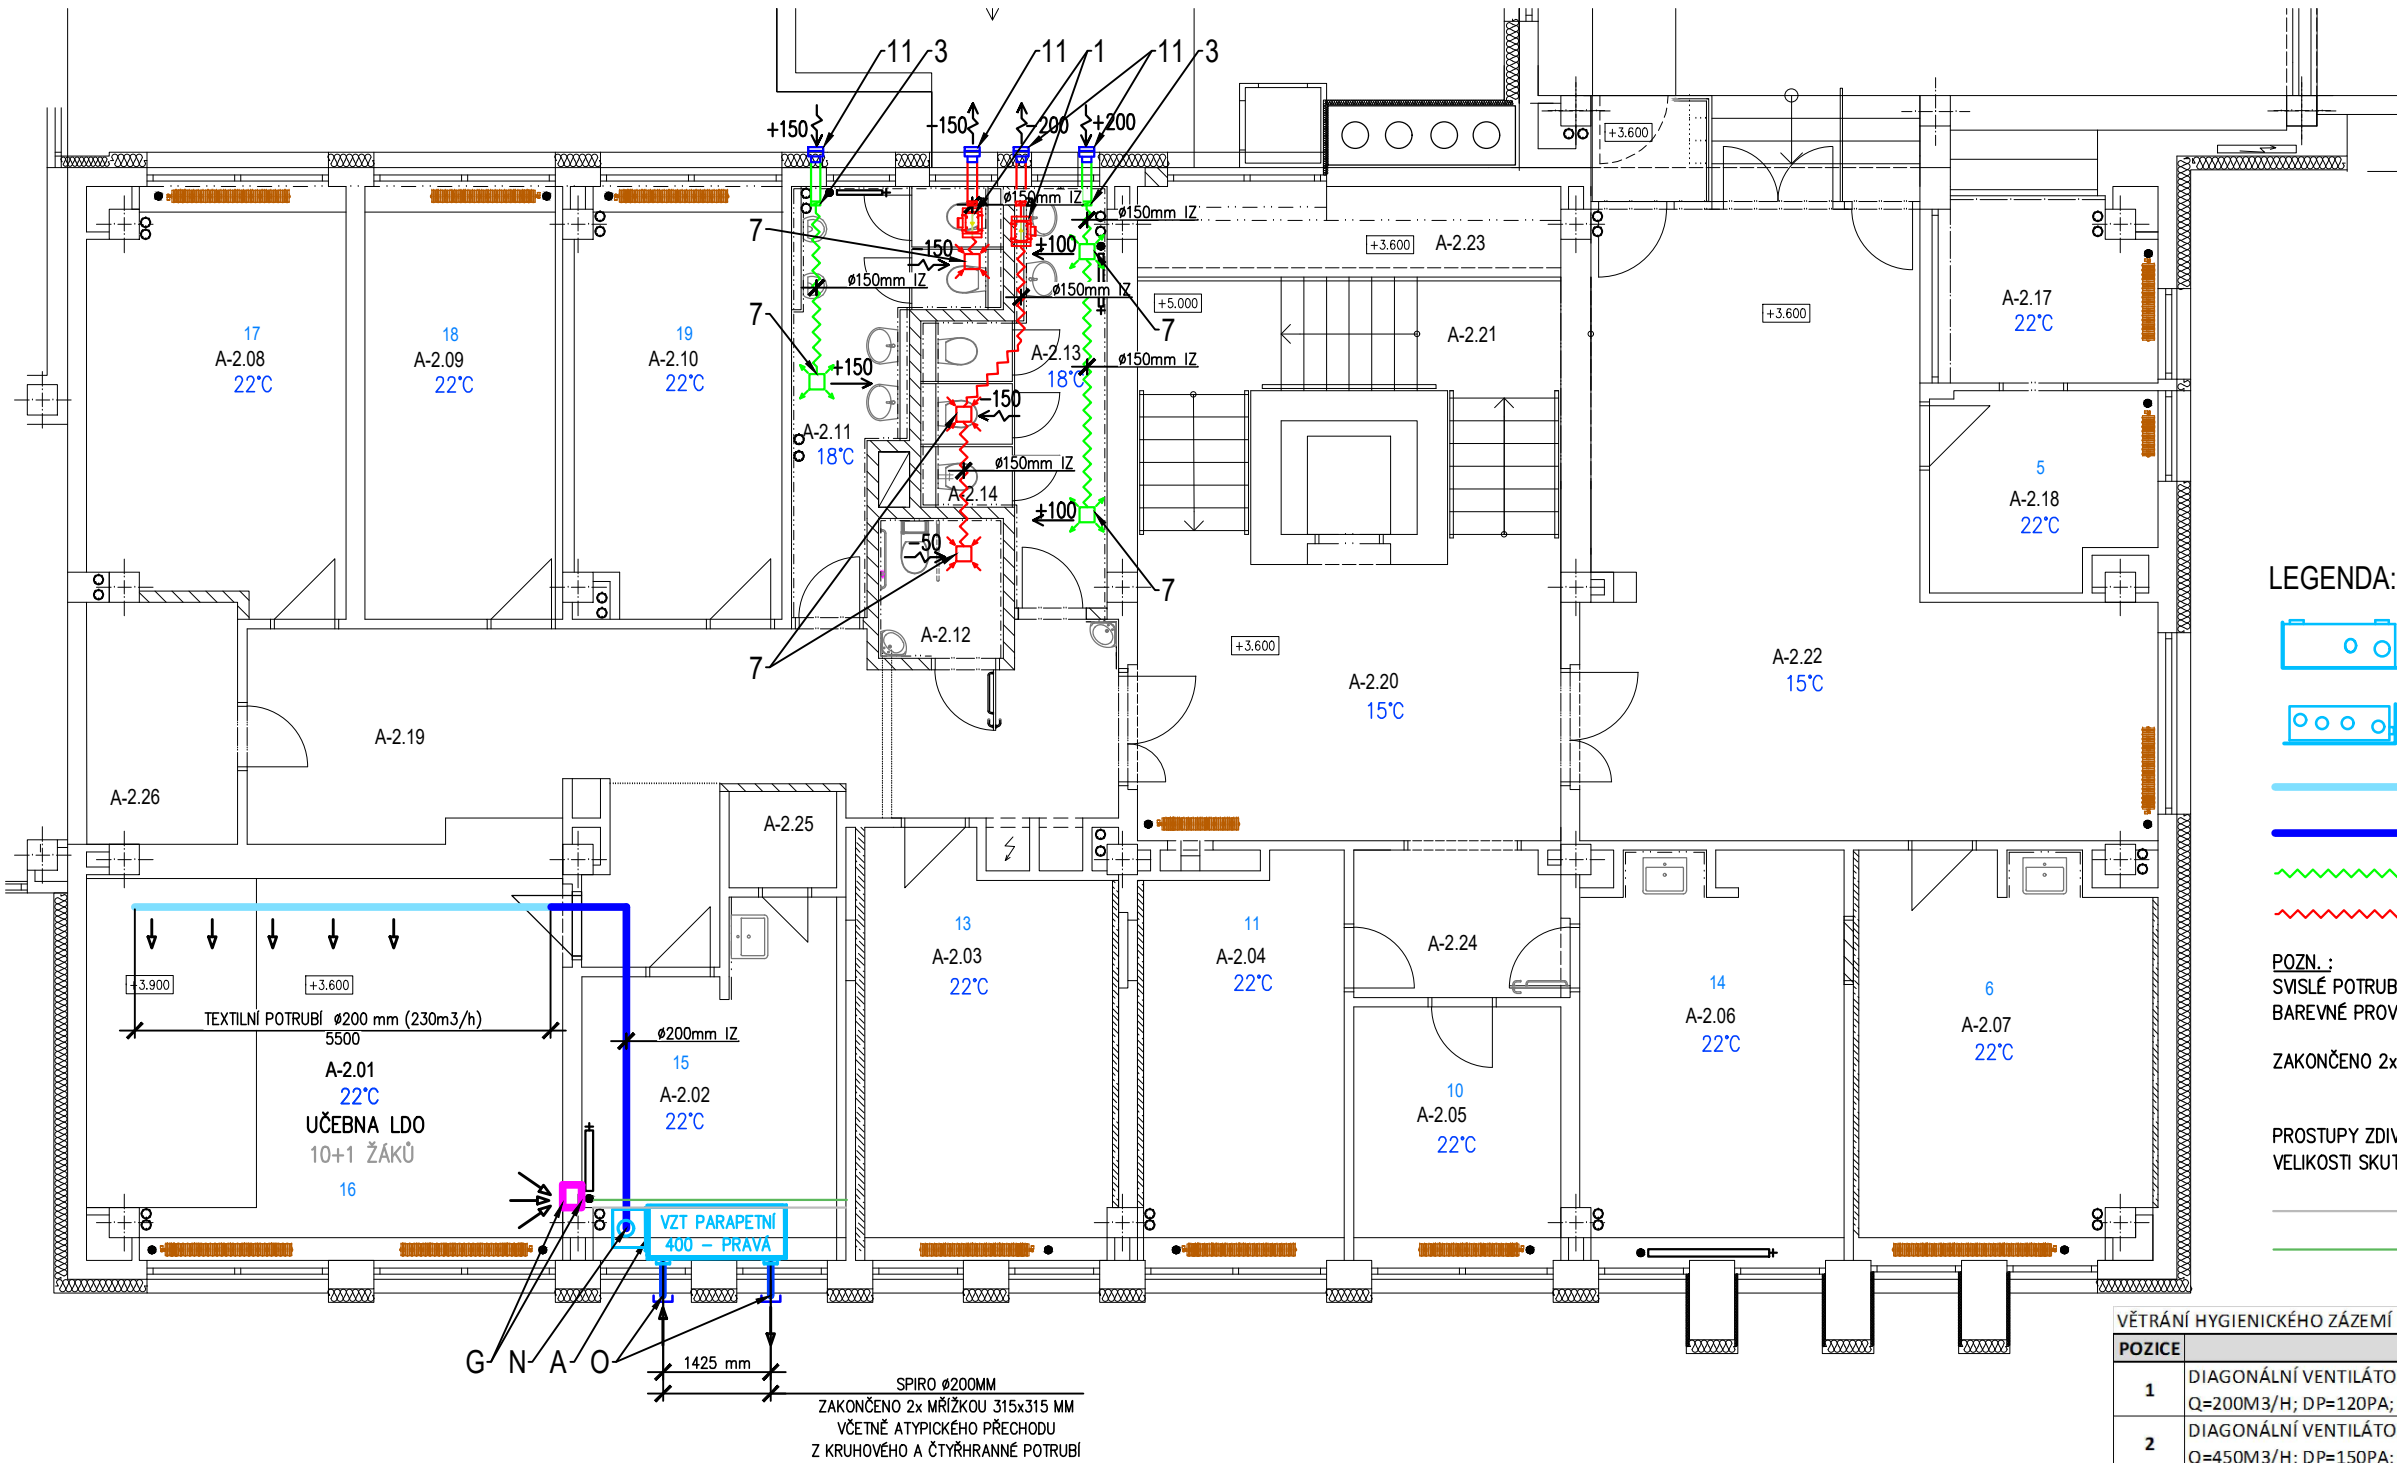 11
3
11
1
11
3
+150
-150
-200
+200
+3.600
ø150mm IZ
ø150mm IZ
7
-150
+100
+3.600
A-2.23
ø150mm IZ
ø150mm IZ
+5.000
7
7
+3.600
A-2.17
22°C
17
A-2.08
22°C
18
A-2.09
22°C
19
A-2.10
22°C
+150
A-2.13
18°C
ø150mm IZ
A-2.21
-150
A-2.11
18°C
ø150mm IZ
A-2.14
+100
-50
5
A-2.18
22°C
7
A-2.12
7
+3.600
A-2.20
15°C
A-2.22
15°C
LEGENDA:
A-2.19
A-2.26
A-2.25
13
A-2.03
22°C
11
A-2.04
22°C
A-2.24
14
A-2.06
22°C
6
A-2.07
22°C
10
A-2.05
22°C
+3.900
+3.600
TEXTILNÍ POTRUBÍ ø200 mm (230m3/h)
5500
ø200mm IZ
A-2.01
22°C
UČEBNA LDO
10+1 ŽÁKŮ
16
15
A-2.02
22°C
VZT PARAPETNÍ
400 – PRAVÁ
G
N
A
O
1425 mm
SPIRO ø200MM
ZAKONČENO 2x MŘÍŽKOU 315x315 MM
VČETNĚ ATYPICKÉHO PŘECHODU
Z KRUHOVÉHO A ČTYŘHRANNÉ POTRUBÍ
POZN. :
SVISLÉ POTRUB
BAREVNÉ PROV
ZAKONČENO 2x
PROSTUPY ZDIV
VELIKOSTI SKUT
VĚTRÁNÍ HYGIENICKÉHO ZÁZEMÍ
POZICE
1
DIAGONÁLNÍ VENTILÁTO
Q=200M3/H; DP=120PA;
2
DIAGONÁLNÍ VENTILÁTO
Q=450M3/H; DP=150PA;